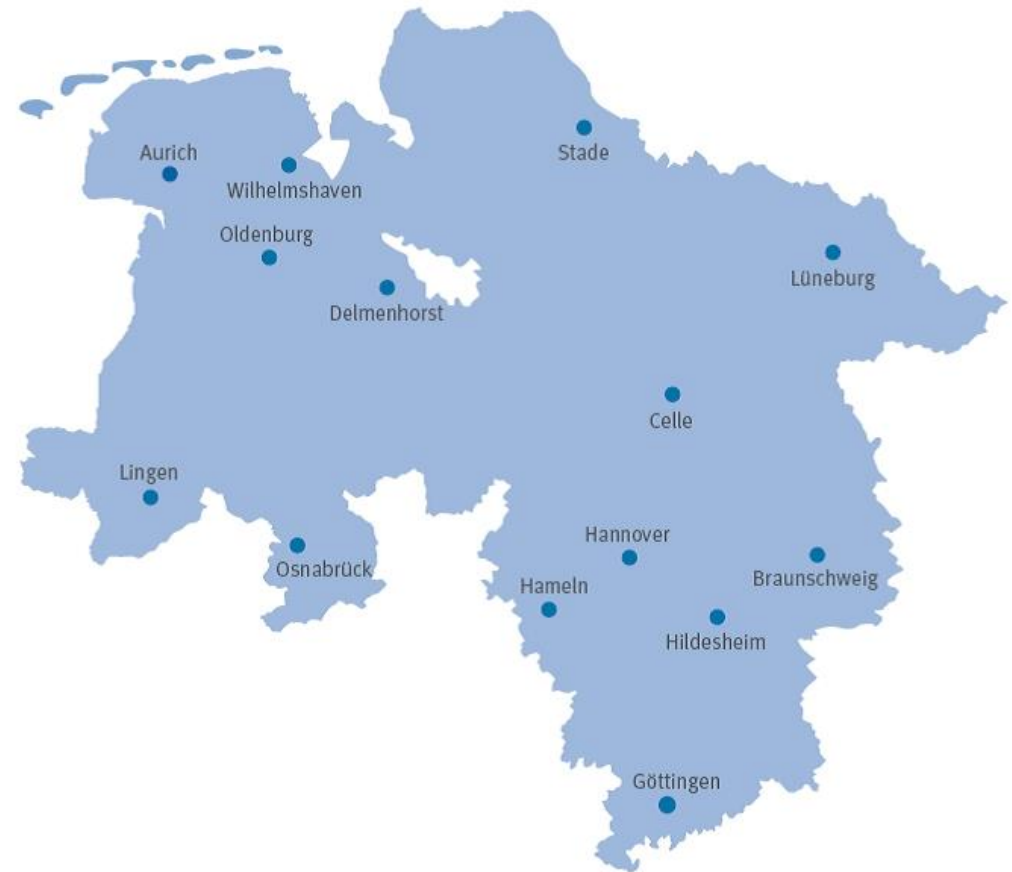 Aurich
Stade
Wilhelmshaven
Oldenburg
Lüneburg
Delmenhorst
Celle
Lingen
Hannover
Osnabrück
Braunschweig
Hameln
Hildesheim
Göttingen